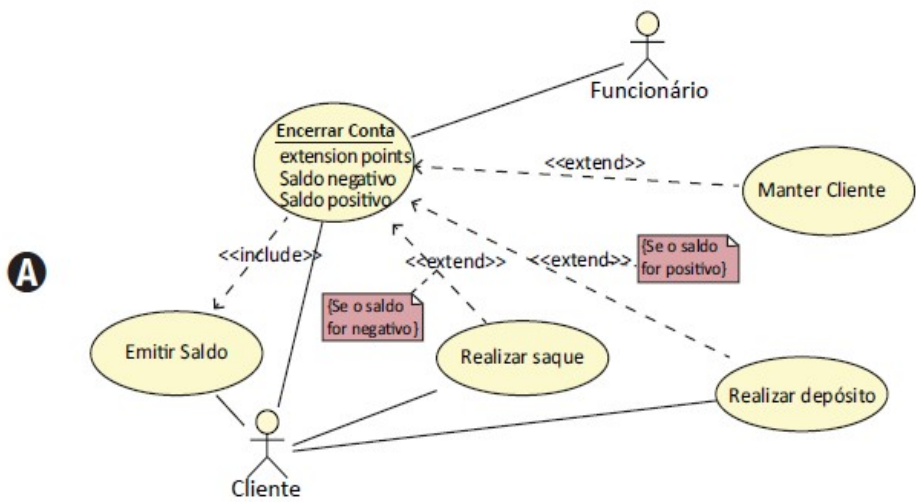 Funcionário
Encerrar Conta
extension points
Saldo negativo
Saldo positivo
<<extend>>
Manter Cliente
A
<<include>>
<<extend>>
<<extend>>
{Se o saldo
for positivo}
{Se o saldo
for negativo}
Emitir Saldo
Realizar saque
Realizar depósito
Cliente